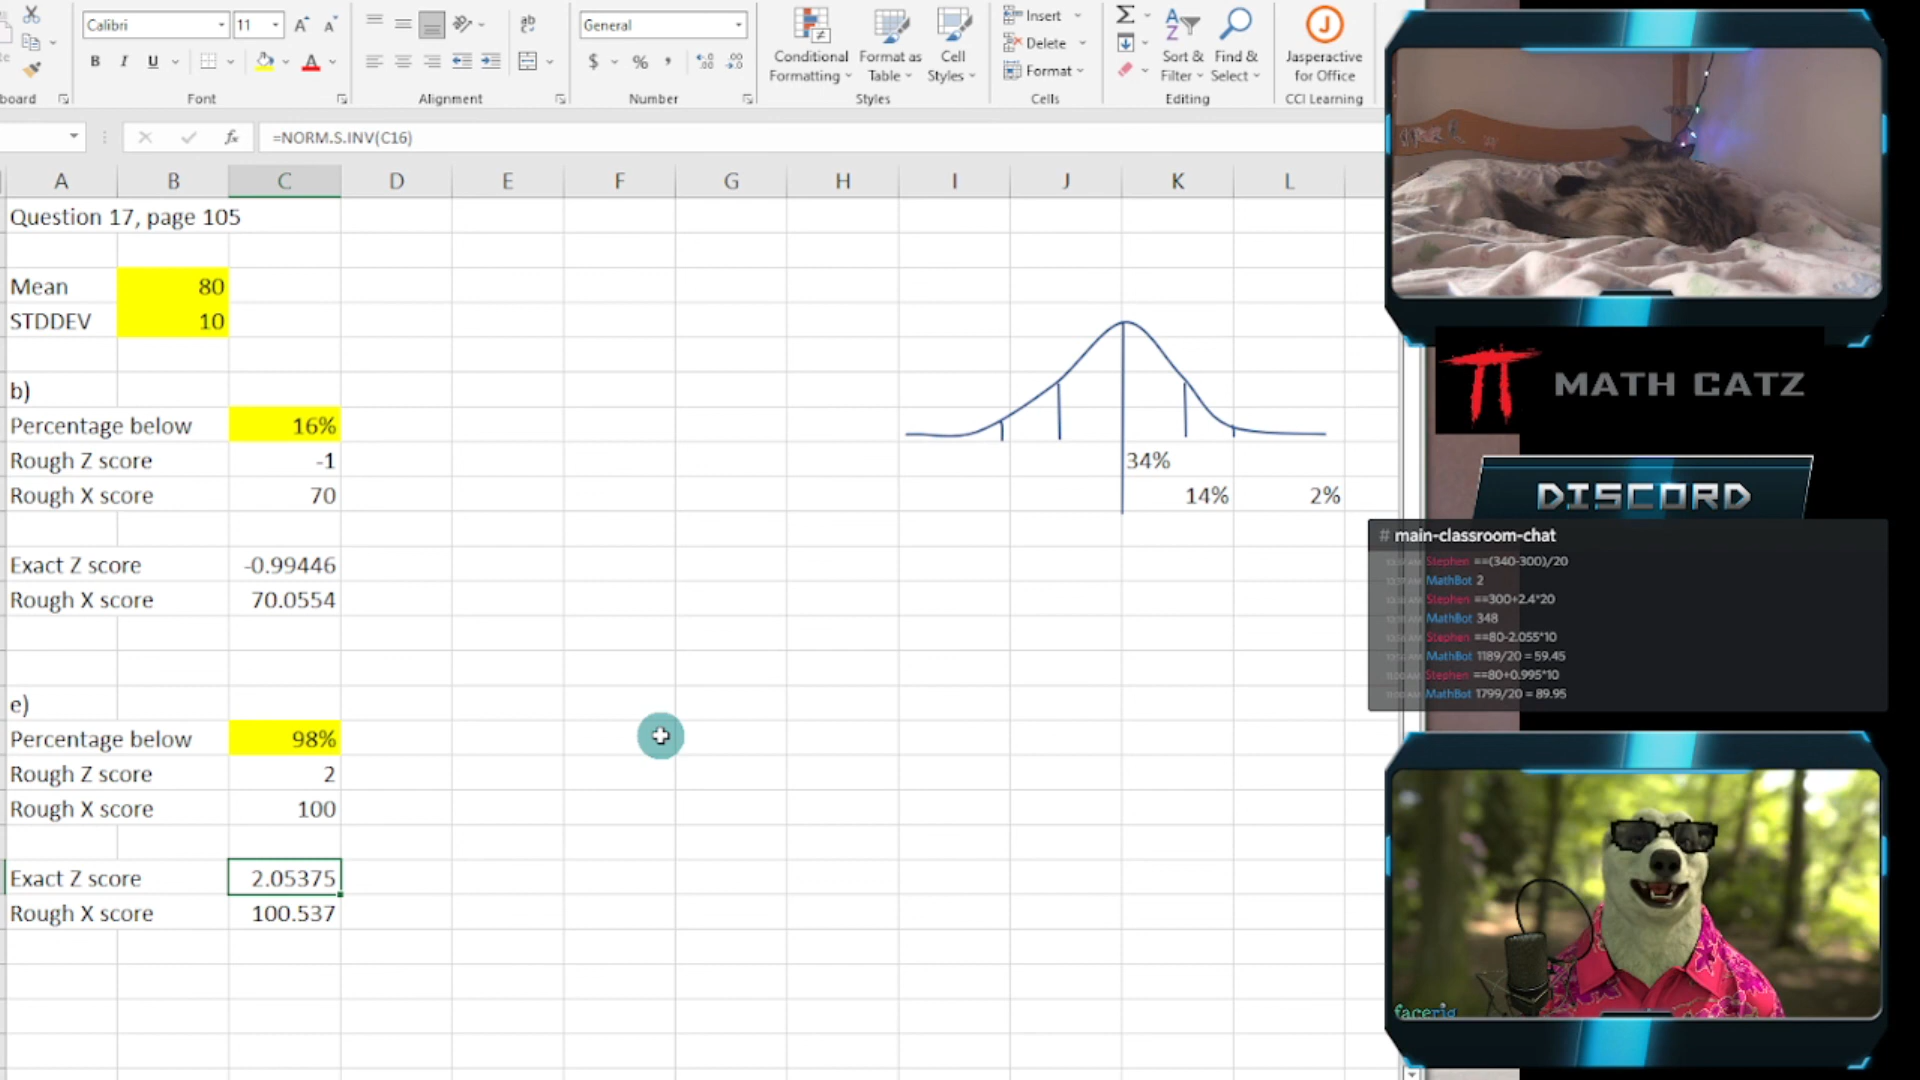 Calibri
11
General
Conditional Formatting
Format as Table
Cell Styles
Insert
Delete
Format
Sort & Filter
Find & Select
Jasperactive for Office
B I U
$ % ,
board
Font
Alignment
Number
Styles
Cells
Editing
CCI Learning
fx =NORM.S.INV(C16)
A B C D E F G H I J K L
Question 17, page 105
Mean 80
STDDEV 10
b)
Percentage below 16%
Rough Z score -1
Rough X score 70
Exact Z score -0.99446
Rough X score 70.0554
e)
Percentage below 98%
Rough Z score 2
Rough X score 100
Exact Z score 2.05375
Rough X score 100.537
34%
14% 2%
MATH CATZ
DISCORD
# main-classroom-chat
Stephen ==(340-300)/20
MathBot 2
Stephen ==300+2.4*20
MathBot 348
Stephen ==80-2.055*10
MathBot 1189/20 = 59.45
Stephen ==80+0.995*10
MathBot 1799/20 = 89.95
facerig